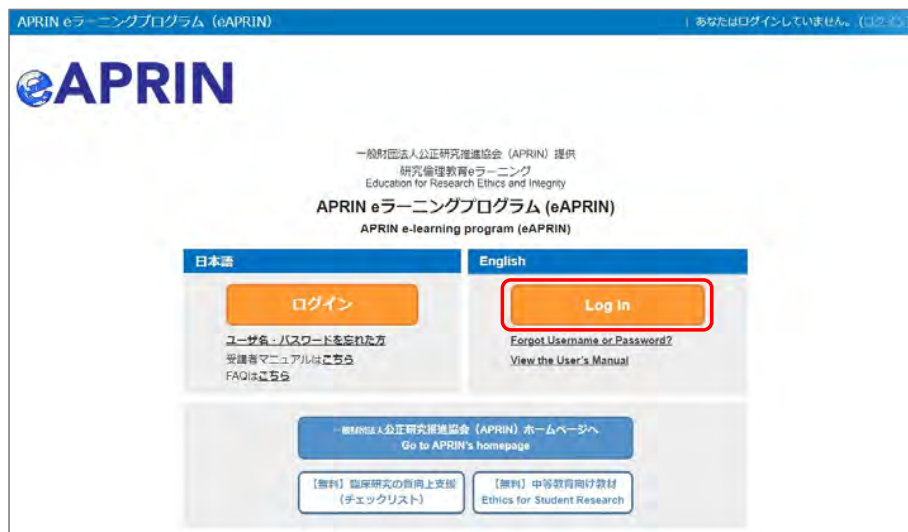 APRIN eラーニングプログラム (eAPRIN)
| あなたはログインしていません。 (ログイン)
eAPRIN
一般財団法人公正研究推進協会 (APRIN) 提供
研究倫理教育eラーニング
Education for Research Ethics and Integrity
APRIN eラーニングプログラム (eAPRIN)
APRIN e-learning program (eAPRIN)
日本語
ログイン
ユーザ名・パスワードを忘れた方
受講者マニュアルはこちら
FAQはこちら
English
Log in
Forgot Username or Password?
View the User's Manual
一般財団法人公正研究推進協会 (APRIN) ホームページへ
Go to APRIN's homepage
【無料】臨床研究の質向上支援
(チェックリスト)
【無料】中等教育向け教材
Ethics for Student Research